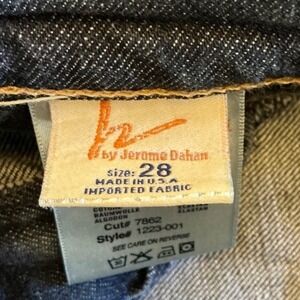 by Jerome Dahan
SIZE: 28
MADE IN U.S.A
IMPORTED FABRIC
BAUMWOLLE
ALGODON
ELASTAN
Cut# 7862
Style# 1223-001
SEE CARE ON REVERSE